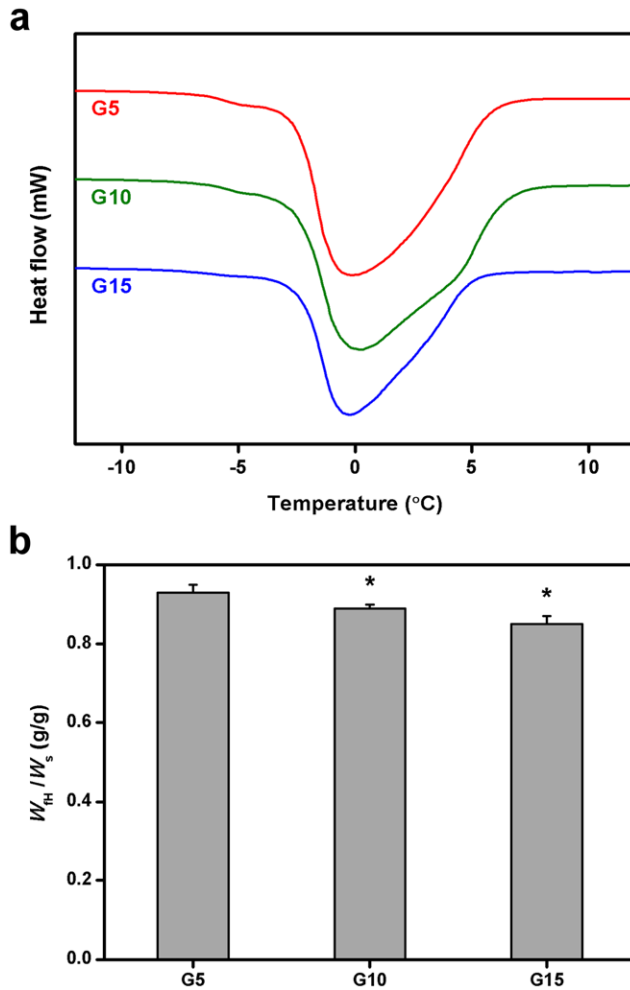 a
G5
G10
G15
Heat flow (mW)
-10 -5 0 5 10
Temperature (°C)
b
1.0
0.8
0.6
0.4
0.2
0.0
W_fH / W_s (g/g)
* *
G5 G10 G15